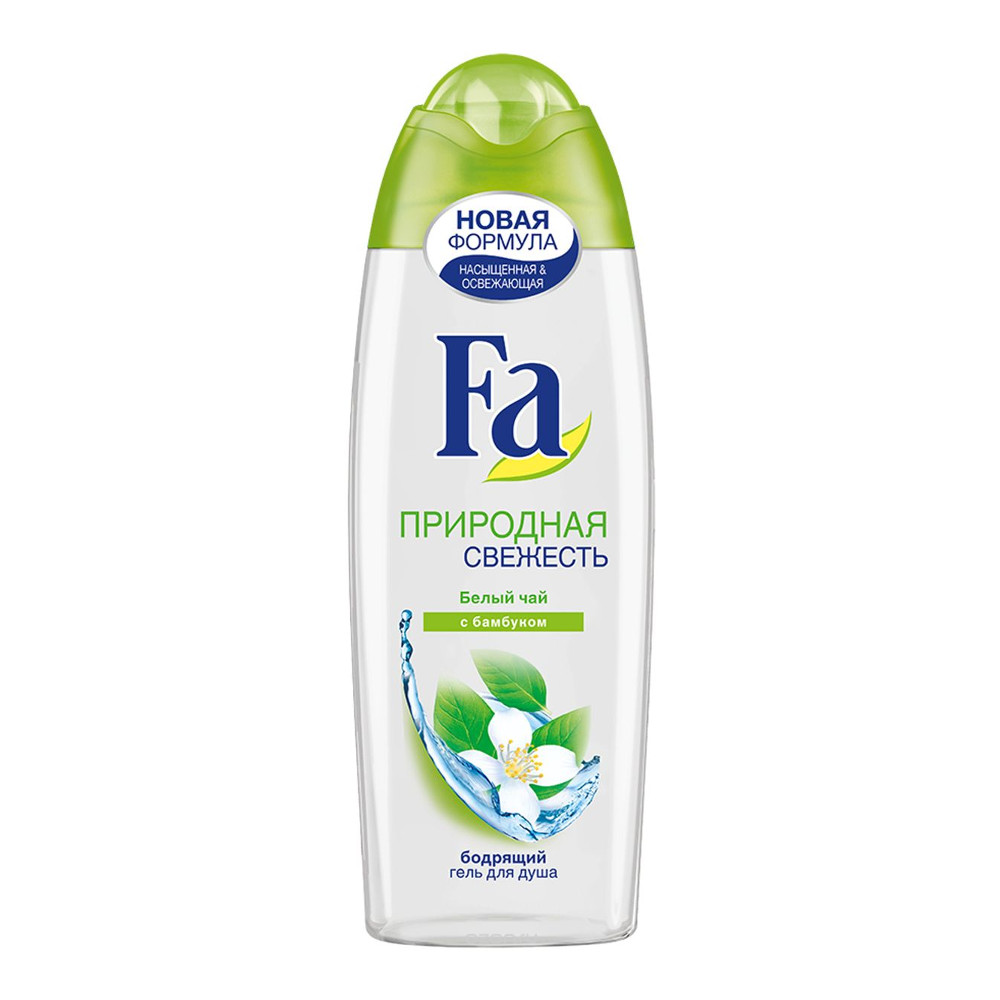 НОВАЯ
ФОРМУЛА
НАСЫЩЕННАЯ &
ОСВЕЖАЮЩАЯ
Fa
ПРИРОДНАЯ
СВЕЖЕСТЬ
Белый чай
с бамбуком
бодрящий
гель для душа